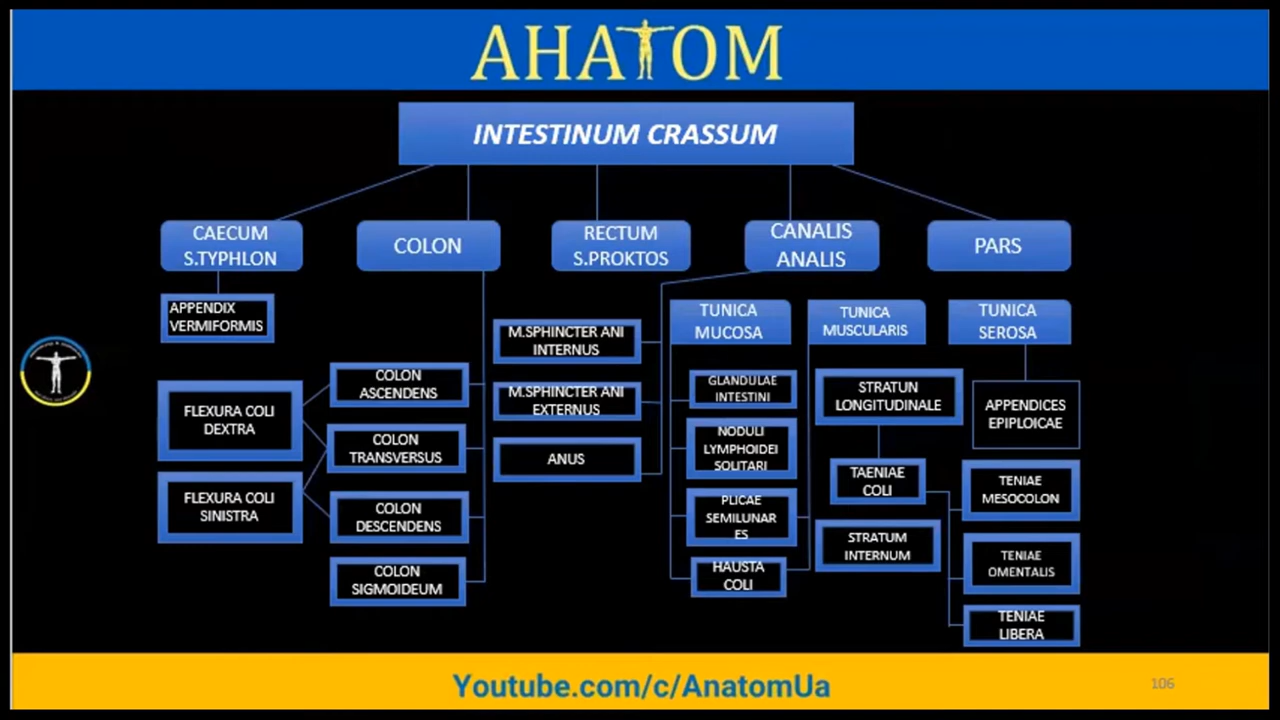 АНАТОМ
INTESTINUM CRASSUM
CAECUM
S.TYPHLON
COLON
RECTUM
S.PROKTOS
CANALIS
ANALIS
PARS
APPENDIX
VERMIFORMIS
FLEXURA COLI
DEXTRA
FLEXURA COLI
SINISTRA
COLON
ASCENDENS
COLON
TRANSVERSUS
COLON
DESCENDENS
COLON
SIGMOIDEUM
M.SPHINCTER ANI
INTERNUS
M.SPHINCTER ANI
EXTERNUS
ANUS
TUNICA
MUCOSA
GLANDULAE
INTESTINI
NODULI
LYMPHOIDEI
SOLITARI
PLICAE
SEMILUNAR
ES
HAUSTA
COLI
TUNICA
MUSCULARIS
STRATUN
LONGITUDINALE
TAENIAE
COLI
STRATUM
INTERNUM
TUNICA
SEROSA
APPENDICES
EPIPLOICAE
TENIAE
MESOCOLON
TENIAE
OMENTALIS
TENIAE
LIBERA
Youtube.com/c/AnatomUa
106